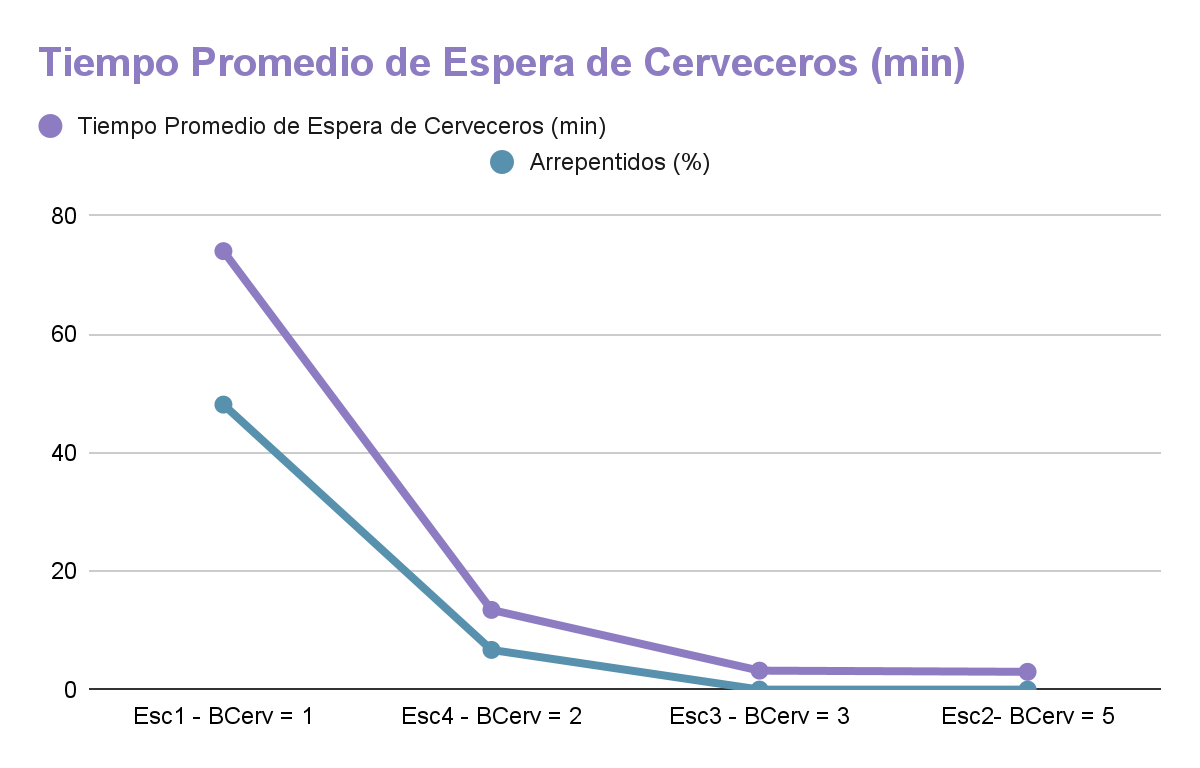 Tiempo Promedio de Espera de Cerveceros (min)
Tiempo Promedio de Espera de Cerveceros (min)
Arrepentidos (%)
80
60
40
20
0
Esc1 - BCerv = 1
Esc4 - BCerv = 2
Esc3 - BCerv = 3
Esc2- BCerv = 5